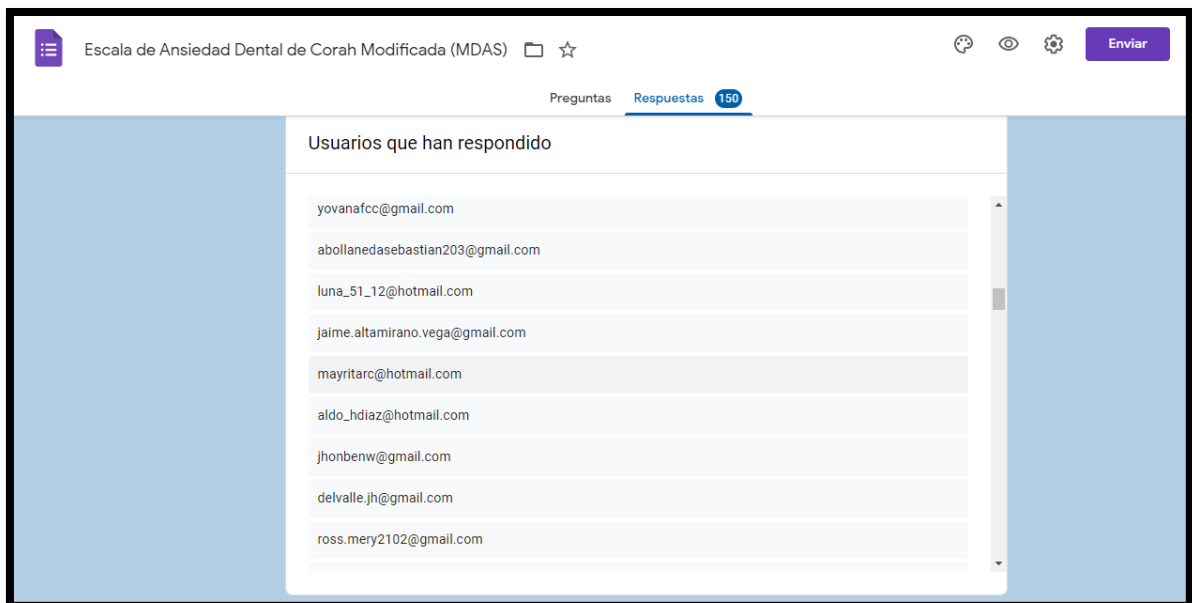 Escala de Ansiedad Dental de Corah Modificada (MDAS)
Enviar
Preguntas Respuestas 150
Usuarios que han respondido
yovanafcc@gmail.com
abollanedasebastian203@gmail.com
luna_51_12@hotmail.com
jaime.altamirano.vega@gmail.com
mayritarc@hotmail.com
aldo_hdiaz@hotmail.com
jhonbenw@gmail.com
delvalle.jh@gmail.com
ross.mery2102@gmail.com